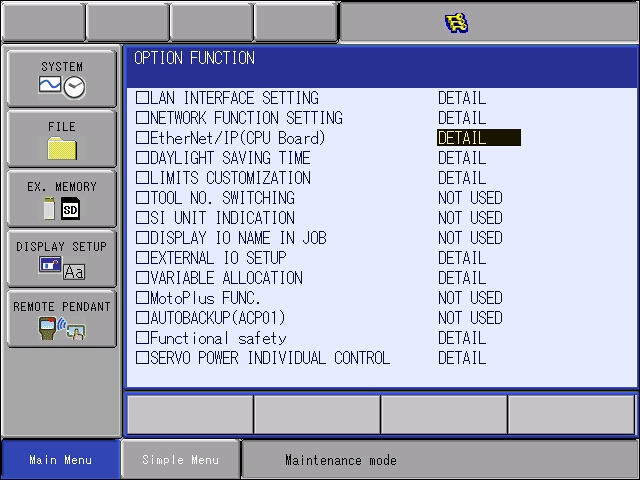 OPTION FUNCTION
SYSTEM
FILE
EX. MEMORY
SD
DISPLAY SETUP
Aa
REMOTE PENDANT
LAN INTERFACE SETTING DETAIL
NETWORK FUNCTION SETTING DETAIL
EtherNet/IP(CPU Board) DETAIL
DAYLIGHT SAVING TIME DETAIL
LIMITS CUSTOMIZATION DETAIL
TOOL NO. SWITCHING NOT USED
SI UNIT INDICATION NOT USED
DISPLAY IO NAME IN JOB NOT USED
EXTERNAL IO SETUP DETAIL
VARIABLE ALLOCATION DETAIL
MotoPlus FUNC. NOT USED
AUTOBACKUP(ACP01) NOT USED
Functional safety DETAIL
SERVO POWER INDIVIDUAL CONTROL DETAIL
Main Menu
Simple Menu
Maintenance mode